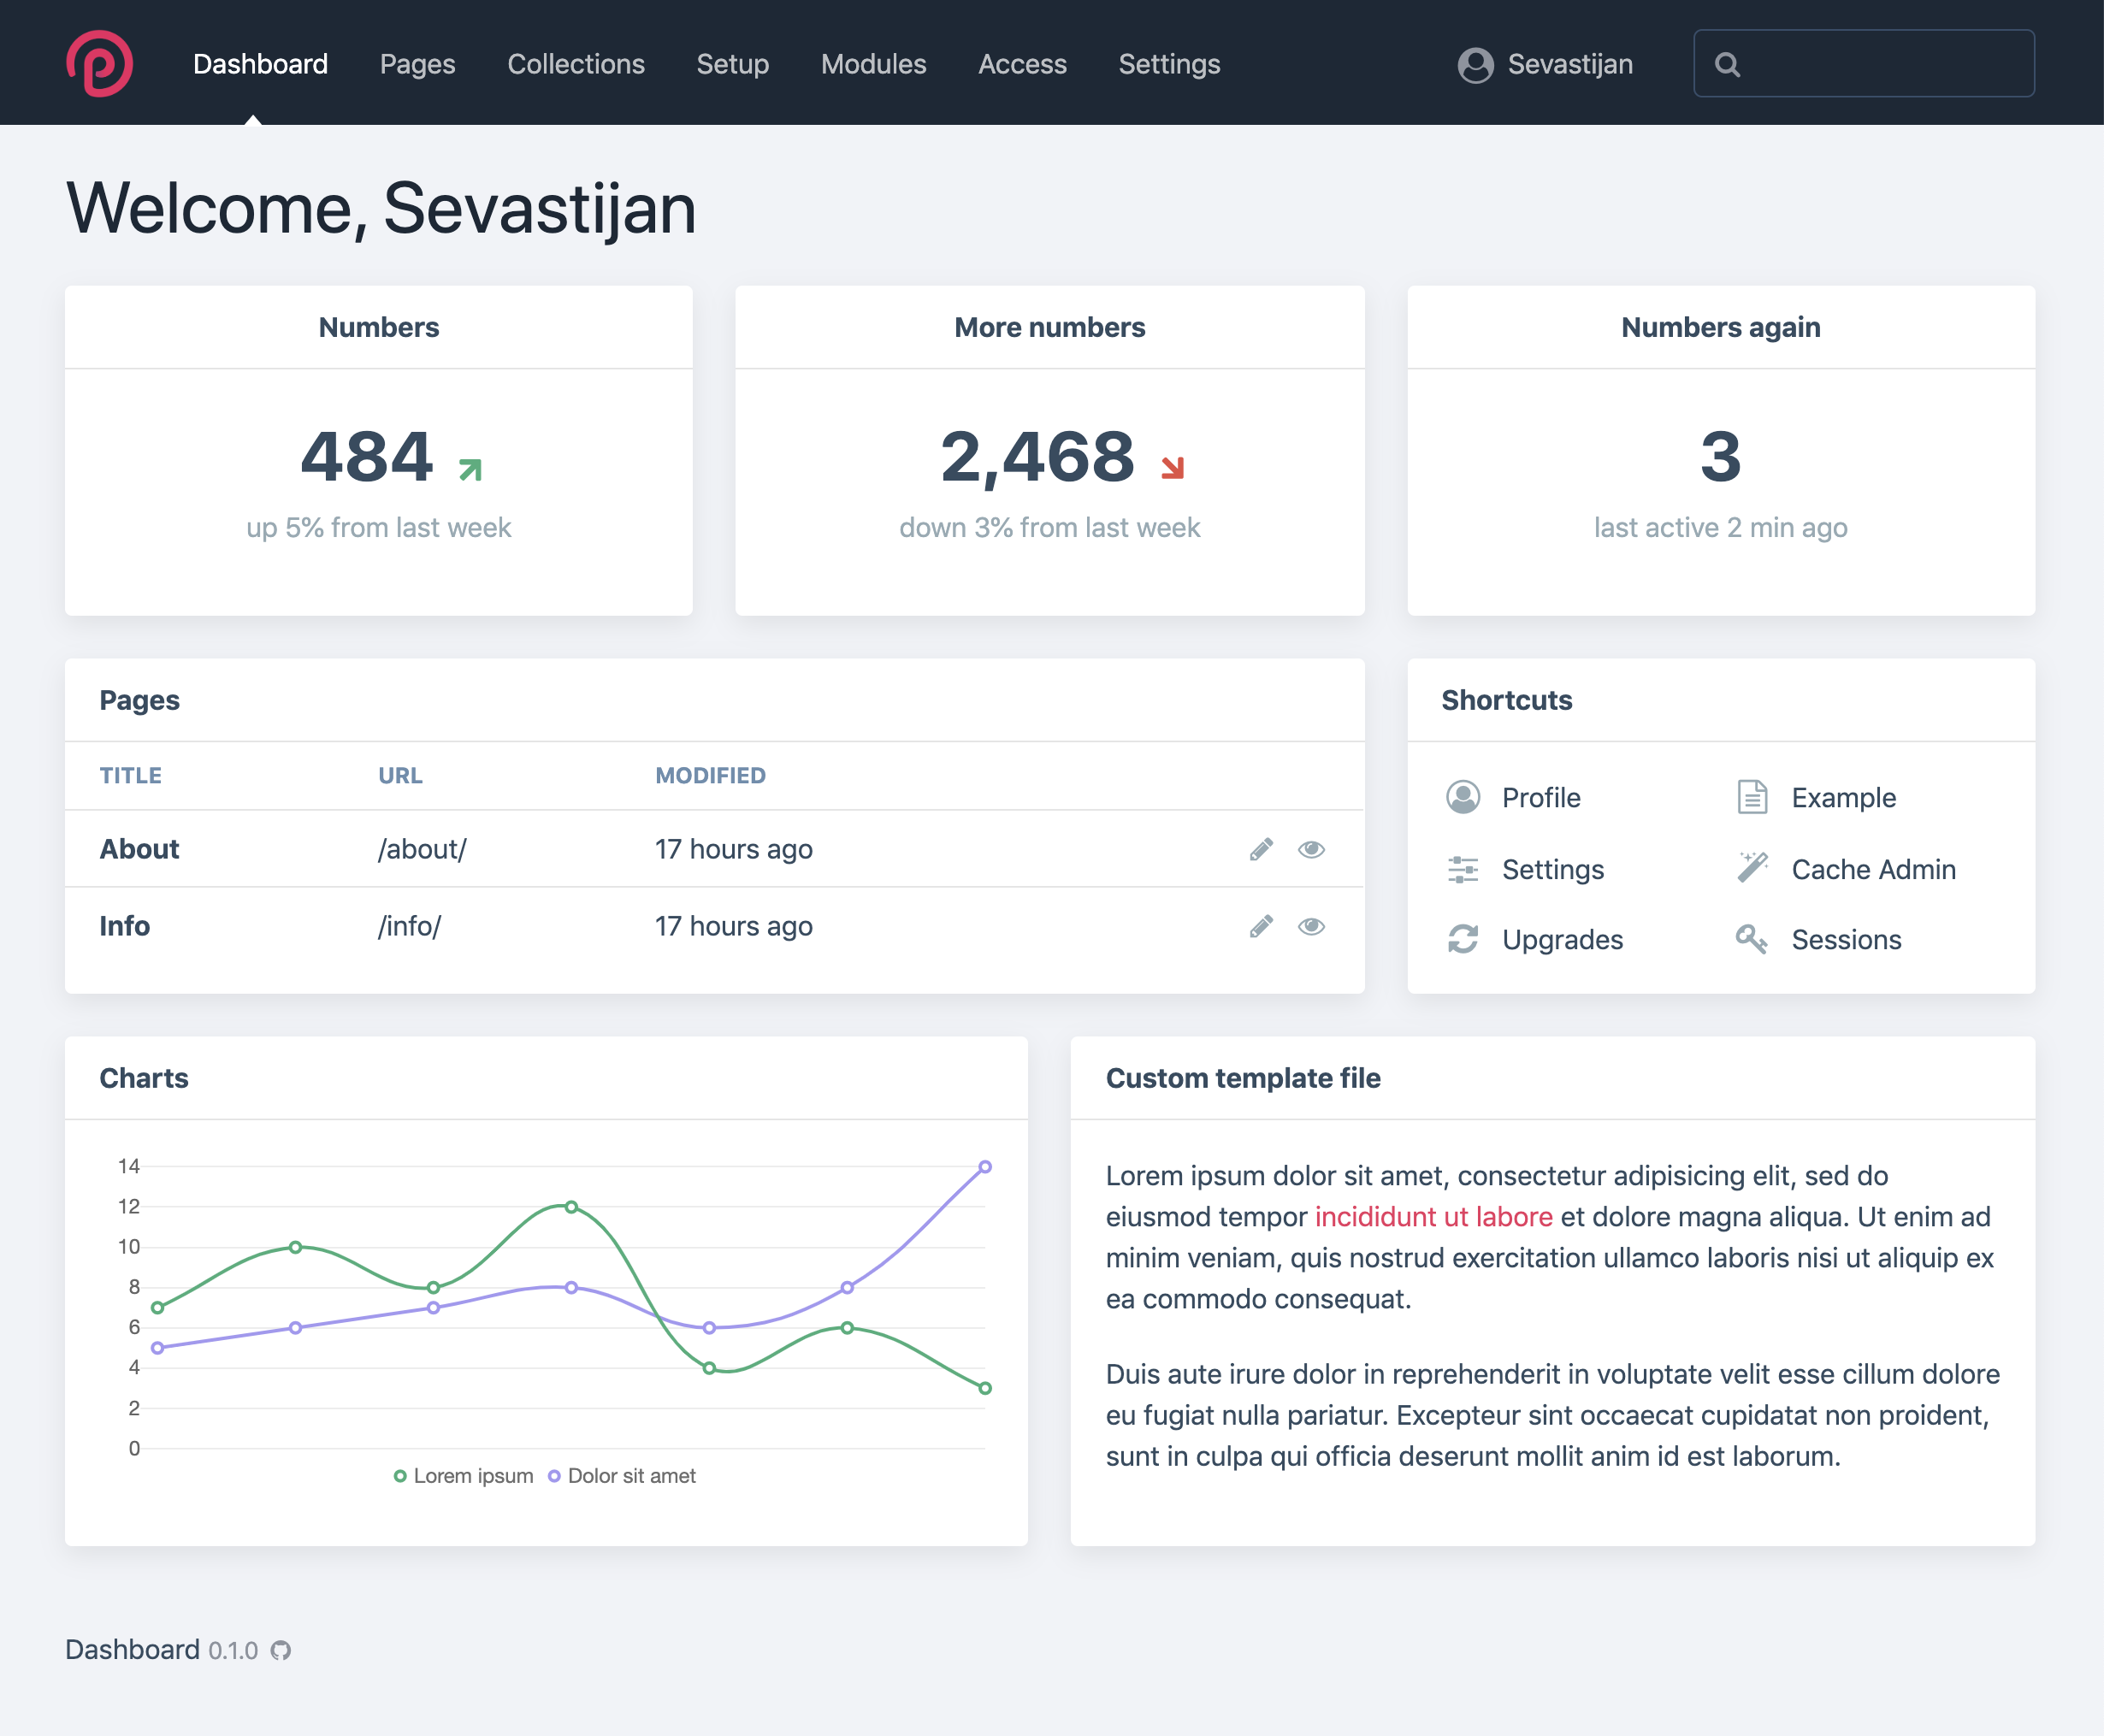 Dashboard Pages Collections Setup Modules Access Settings Sevastijan
Welcome, Sevastijan
Numbers
484
up 5% from last week
More numbers
2,468
down 3% from last week
Numbers again
3
last active 2 min ago
Pages
TITLE URL MODIFIED
About /about/ 17 hours ago
Info /info/ 17 hours ago
Shortcuts
Profile Example
Settings Cache Admin
Upgrades Sessions
Charts
14
12
10
8
6
4
2
0
Lorem ipsum Dolor sit amet
Custom template file
Lorem ipsum dolor sit amet, consectetur adipisicing elit, sed do
eiusmod tempor incididunt ut labore et dolore magna aliqua. Ut enim ad
minim veniam, quis nostrud exercitation ullamco laboris nisi ut aliquip ex
ea commodo consequat.
Duis aute irure dolor in reprehenderit in voluptate velit esse cillum dolore
eu fugiat nulla pariatur. Excepteur sint occaecat cupidatat non proident,
sunt in culpa qui officia deserunt mollit anim id est laborum.
Dashboard 0.1.0